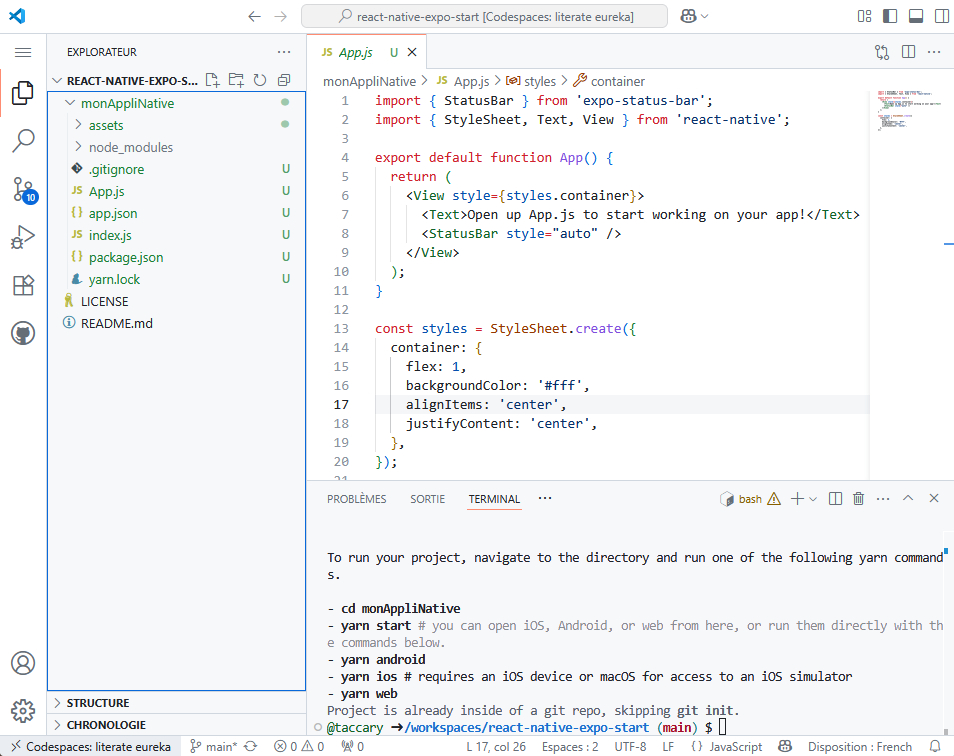 react-native-expo-start [Codespaces: literate eureka]
EXPLORATEUR
REACT-NATIVE-EXPO-S...
monAppliNative
assets
node_modules
.gitignore U
JS App.js U
{} app.json U
JS index.js U
{} package.json U
yarn.lock U
LICENSE
README.md
STRUCTURE
CHRONOLOGIE
JS App.js U
monAppliNative > JS App.js > styles > container
1 import { StatusBar } from 'expo-status-bar';
2 import { StyleSheet, Text, View } from 'react-native';
3
4 export default function App() {
5 return (
6 <View style={styles.container}>
7 <Text>Open up App.js to start working on your app!</Text>
8 <StatusBar style="auto" />
9 </View>
10 );
11 }
12
13 const styles = StyleSheet.create({
14 container: {
15 flex: 1,
16 backgroundColor: '#fff',
17 alignItems: 'center',
18 justifyContent: 'center',
19 },
20 });
21
PROBLÈMES SORTIE TERMINAL ... bash
To run your project, navigate to the directory and run one of the following yarn command
s.
- cd monAppliNative
- yarn start # you can open iOS, Android, or web from here, or run them directly with th
e commands below.
- yarn android
- yarn ios # requires an iOS device or macOS for access to an iOS simulator
- yarn web
Project is already inside of a git repo, skipping git init.
@taccary ➜/workspaces/react-native-expo-start (main) $
10
Codespaces: literate eureka main* 0 0 0 L 17, col 26 Espaces : 2 UTF-8 LF {} JavaScript Disposition : French